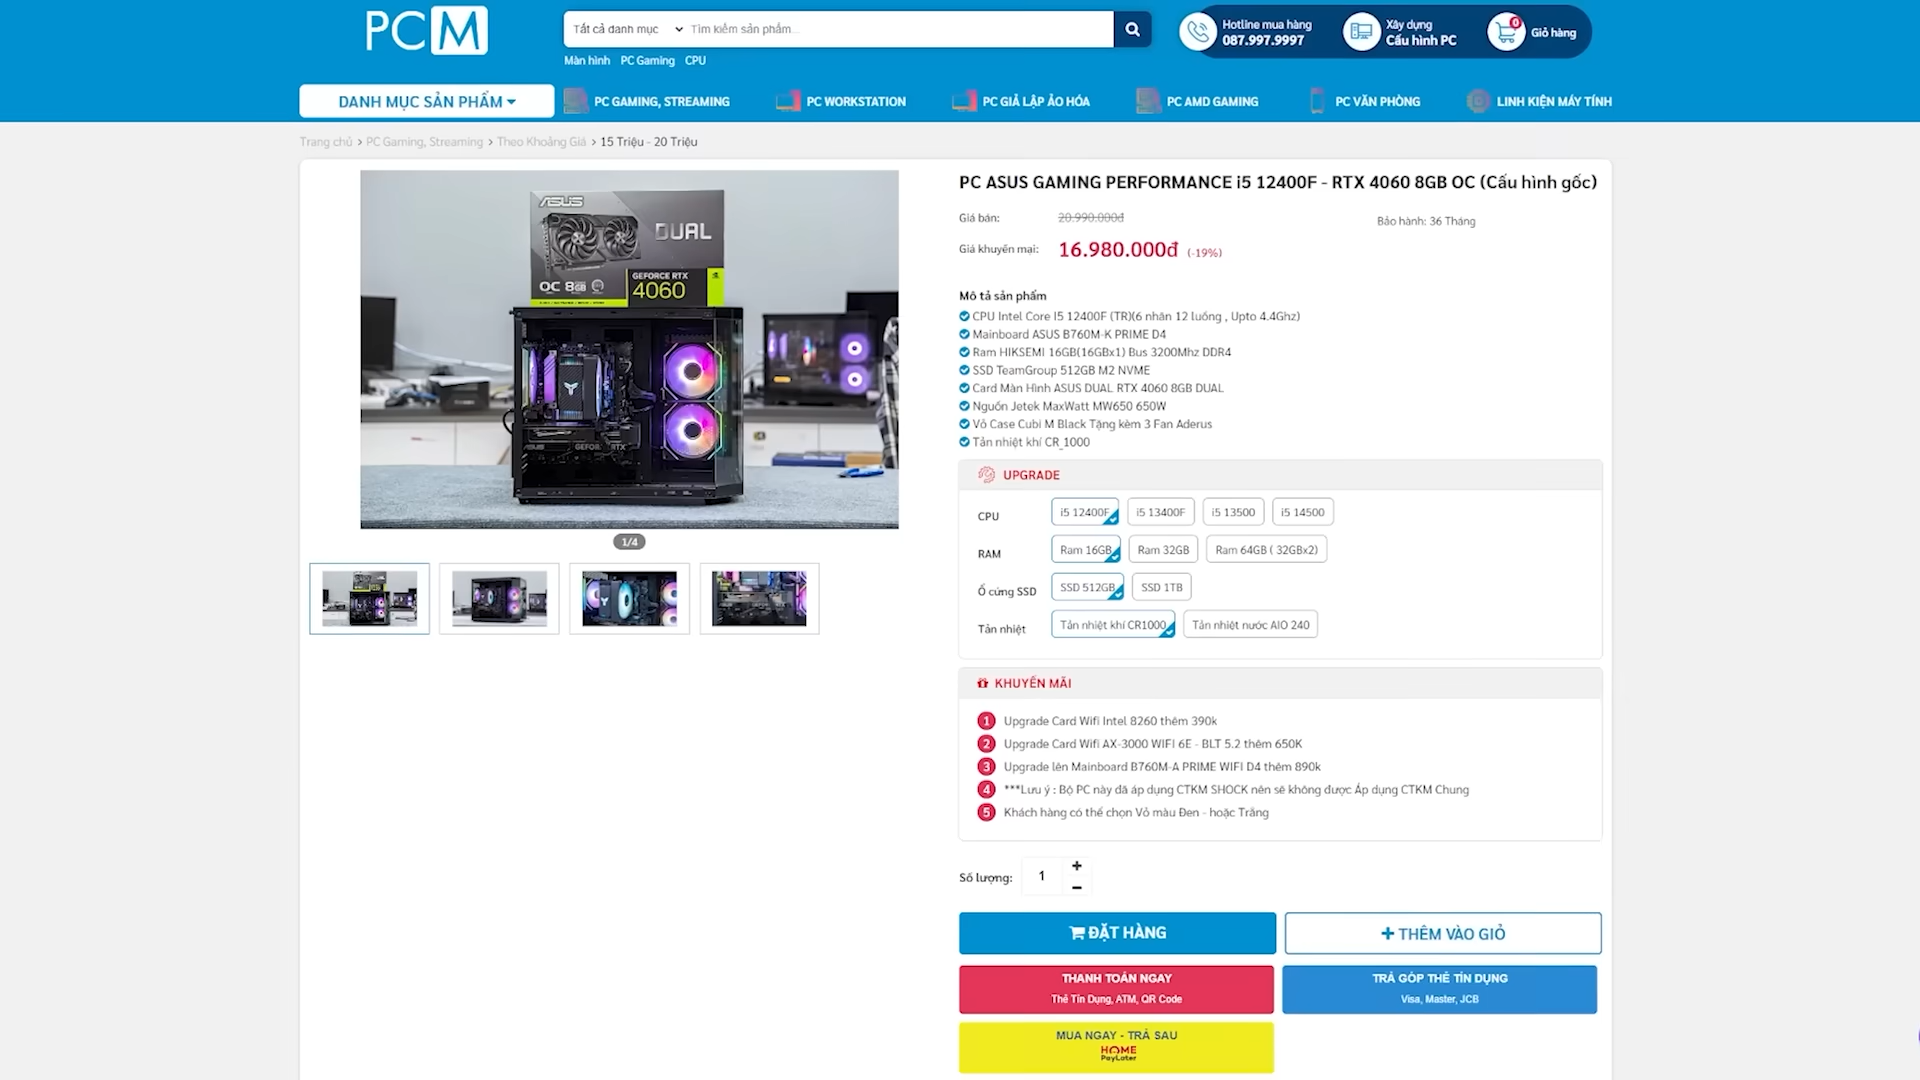 PCM
Tất cả danh mục
Tìm kiếm sản phẩm...
Hotline mua hàng
087.997.9997
Xây dựng
Cấu hình PC
0
Giỏ hàng
Màn hình PC Gaming CPU
DANH MỤC SẢN PHẨM
PC GAMING, STREAMING
PC WORKSTATION
PC GIẢ LẬP ẢO HÓA
PC AMD GAMING
PC VĂN PHÒNG
LINH KIỆN MÁY TÍNH
Trang chủ > PC Gaming, Streaming > Theo Khoảng Giá > 15 Triệu - 20 Triệu
ASUS
DUAL
GEFORCE RTX
4060
OC 8GB
ASUS
GEFORCE RTX
1/4
PC ASUS GAMING PERFORMANCE i5 12400F - RTX 4060 8GB OC (Cấu hình gốc)
Giá bán: 20.990.000đ
Bảo hành: 36 Tháng
Giá khuyến mại: 16.980.000đ (-19%)
Mô tả sản phẩm
CPU Intel Core I5 12400F (TR)(6 nhân 12 luồng , Upto 4.4Ghz)
Mainboard ASUS B760M-K PRIME D4
Ram HIKSEMI 16GB(16GBx1) Bus 3200Mhz DDR4
SSD TeamGroup 512GB M2 NVME
Card Màn Hình ASUS DUAL RTX 4060 8GB DUAL
Nguồn Jetek MaxWatt MW650 650W
Vỏ Case Cubi M Black Tặng kèm 3 Fan Aderus
Tản nhiệt khí CR_1000
UPGRADE
CPU i5 12400F i5 13400F i5 13500 i5 14500
RAM Ram 16GB Ram 32GB Ram 64GB ( 32GBx2)
Ổ cứng SSD SSD 512GB SSD 1TB
Tản nhiệt Tản nhiệt khí CR1000 Tản nhiệt nước AIO 240
KHUYẾN MÃI
1 Upgrade Card Wifi Intel 8260 thêm 390k
2 Upgrade Card Wifi AX-3000 WIFI 6E - BLT 5.2 thêm 650K
3 Upgrade lên Mainboard B760M-A PRIME WIFI D4 thêm 890k
4 ***Lưu ý : Bộ PC này đã áp dụng CTKM SHOCK nên sẽ không được Áp dụng CTKM Chung
5 Khách hàng có thể chọn Vỏ màu Đen - hoặc Trắng
Số lượng: 1 + −
ĐẶT HÀNG
+ THÊM VÀO GIỎ
THANH TOÁN NGAY
Thẻ Tín Dụng, ATM, QR Code
TRẢ GÓP THẺ TÍN DỤNG
Visa, Master, JCB
MUA NGAY - TRẢ SAU
HOME
PayLater